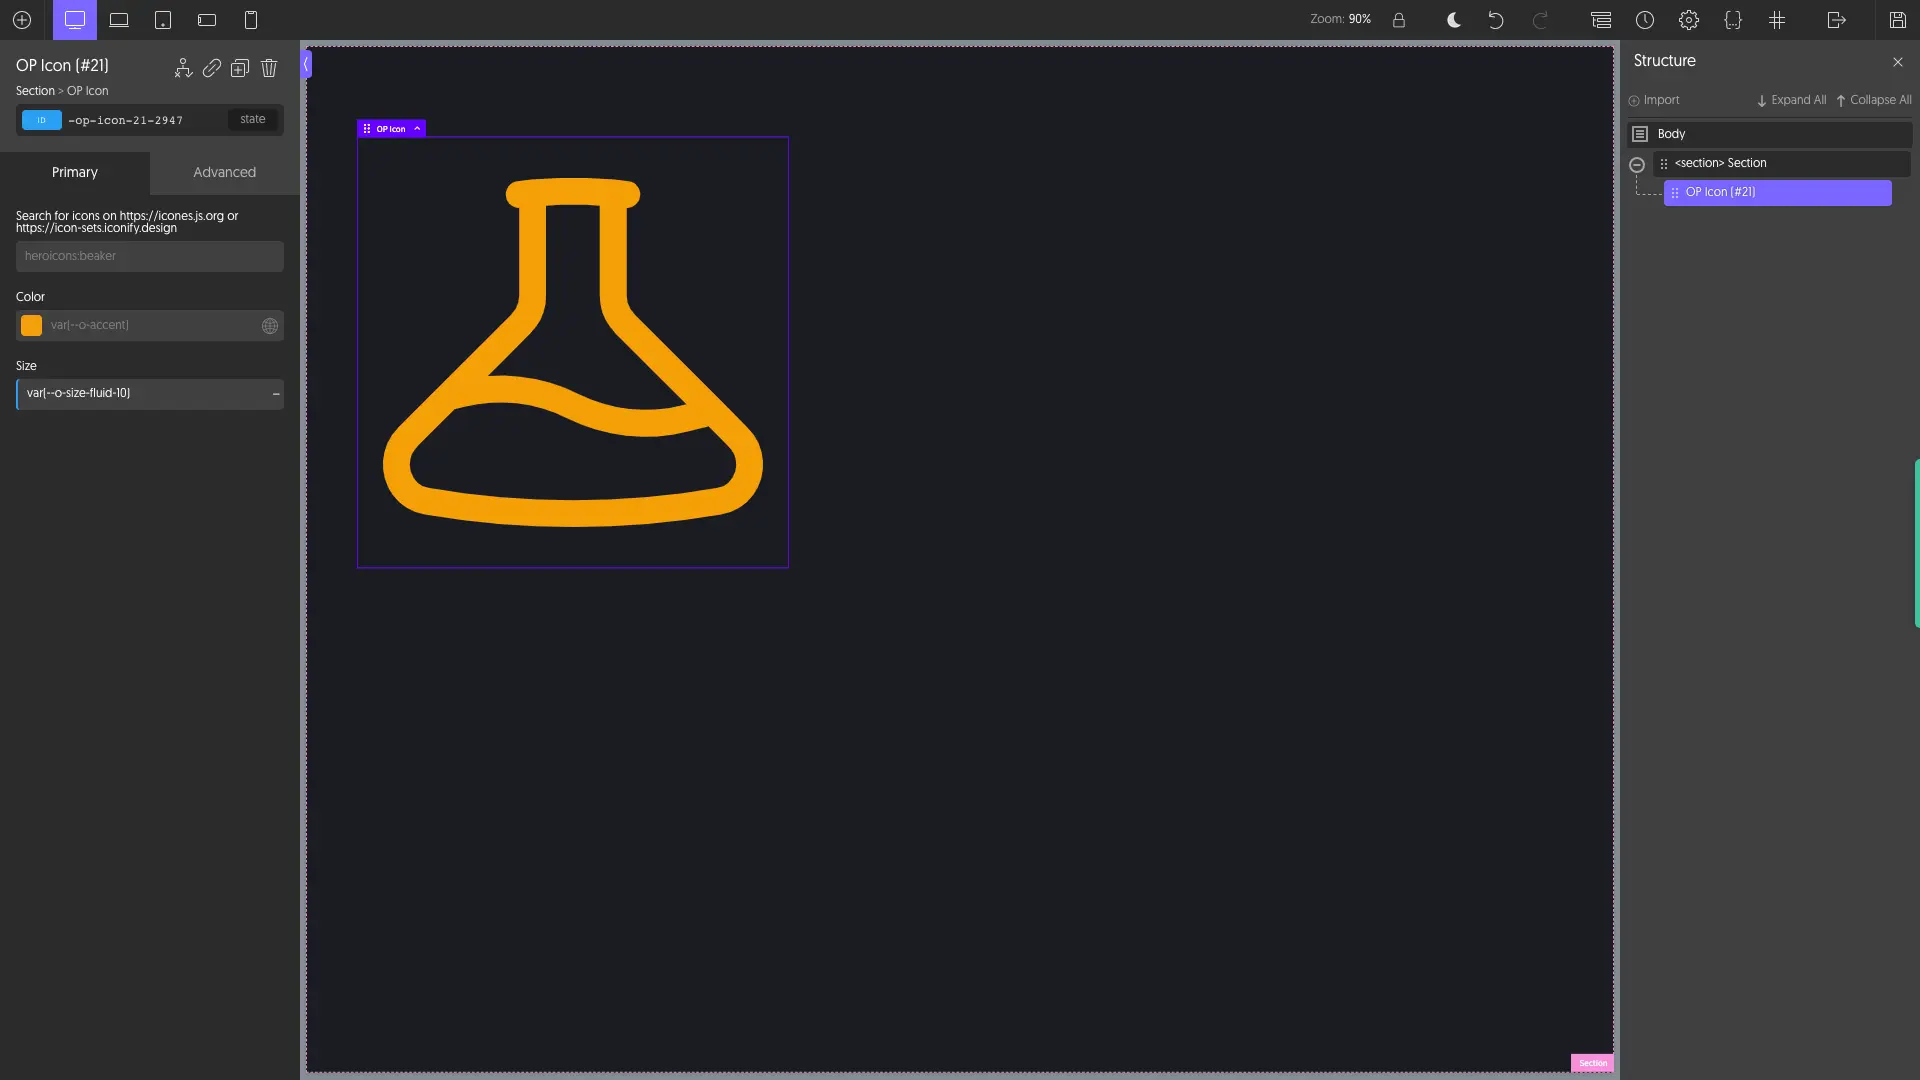 Zoom: 90%
OP Icon (#21)
Section > OP Icon
ID
-op-icon-21-2947
state
Primary
Advanced
Search for icons on https://icones.js.org or
https://icon-sets.iconify.design
heroicons:beaker
Color
var(--o-accent)
Size
var(--o-size-fluid-10)
OP Icon
Section
Structure
Import
Expand All
Collapse All
Body
<section> Section
OP Icon (#21)